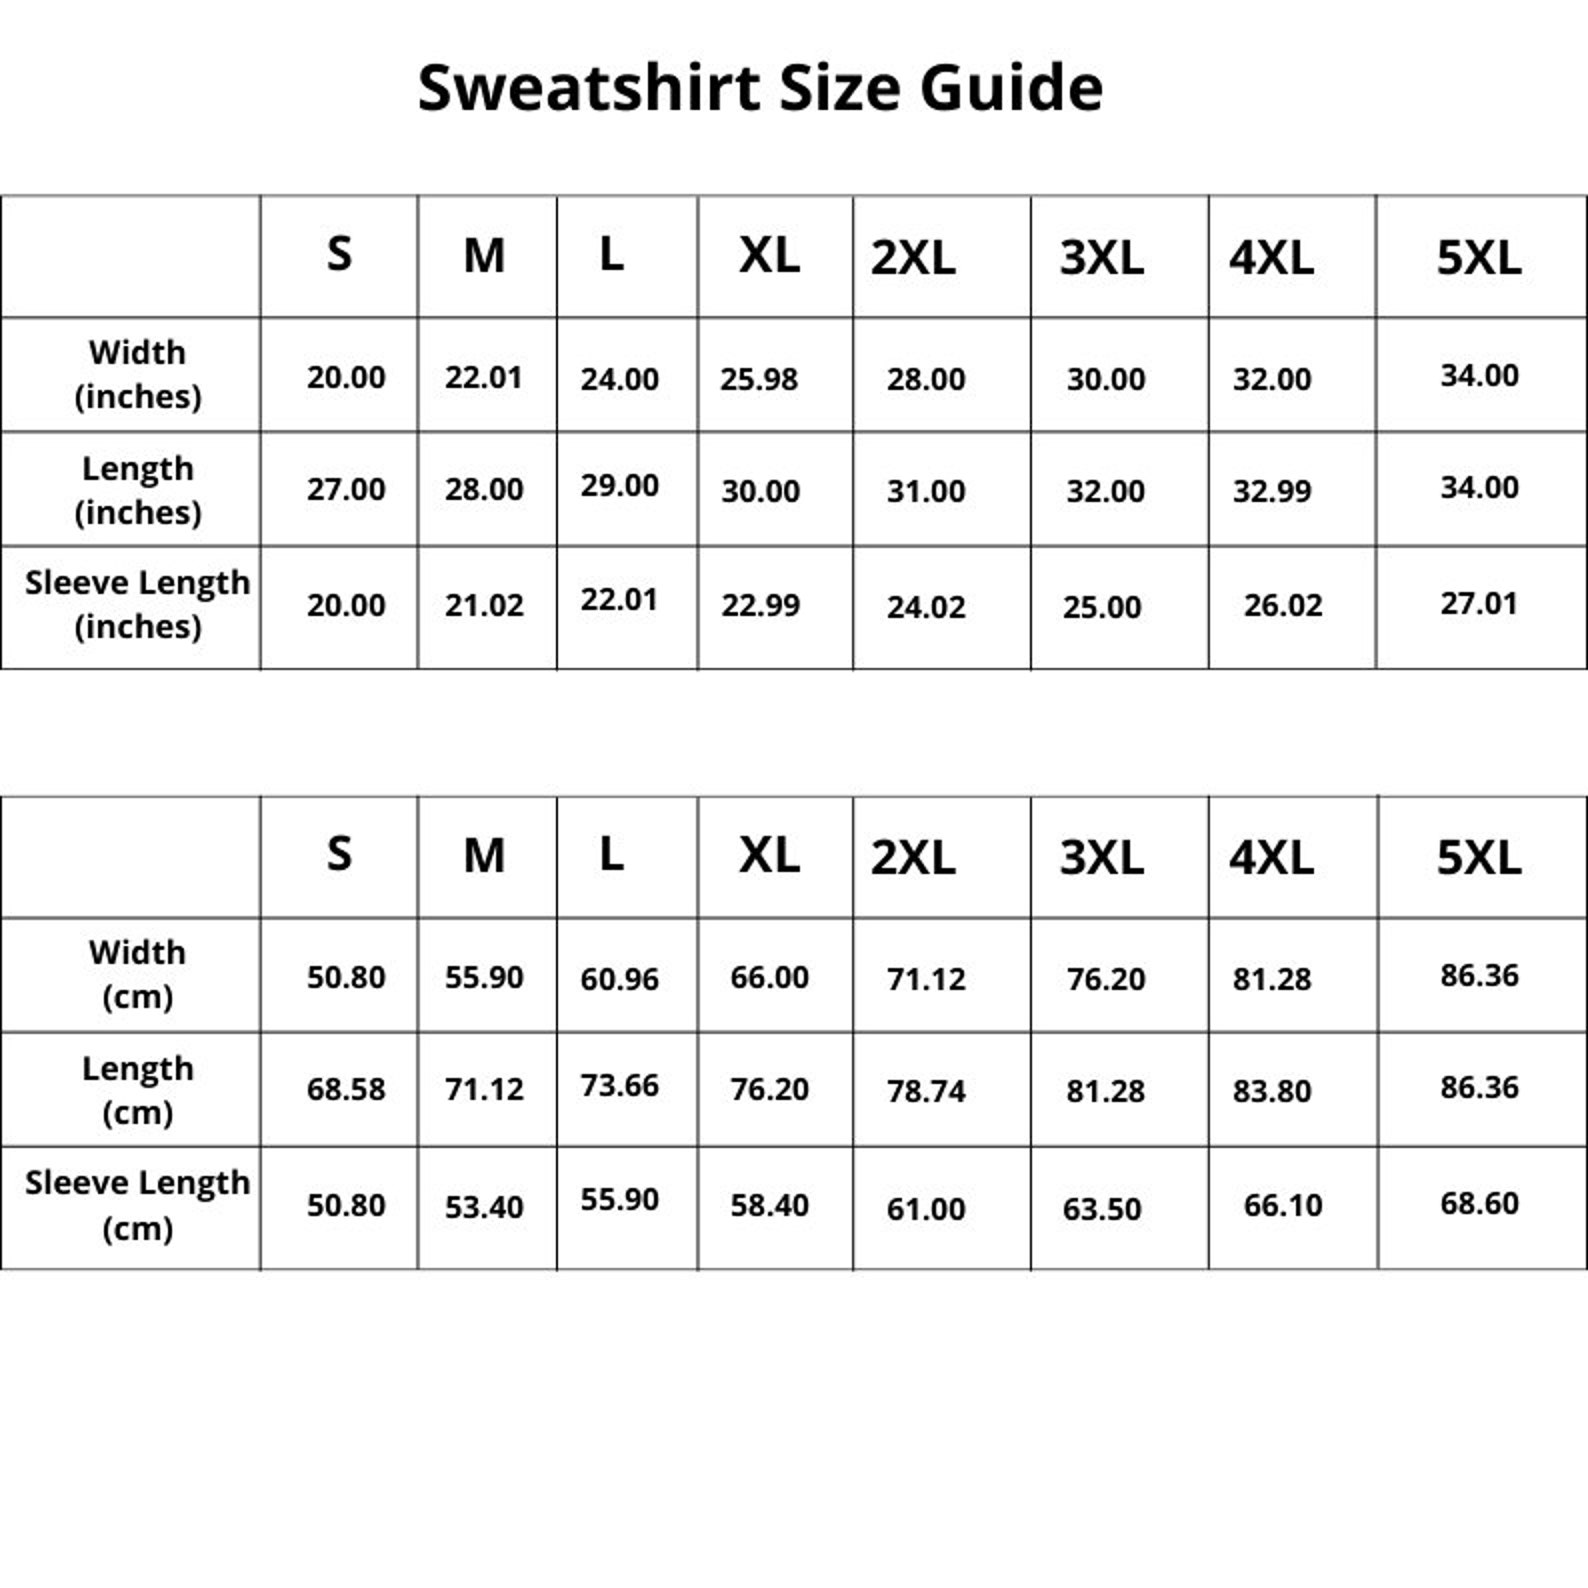 Sweatshirt Size Guide
S M L XL 2XL 3XL 4XL 5XL
Width
(inches) 20.00 22.01 24.00 25.98 28.00 30.00 32.00 34.00
Length
(inches) 27.00 28.00 29.00 30.00 31.00 32.00 32.99 34.00
Sleeve Length
(inches) 20.00 21.02 22.01 22.99 24.02 25.00 26.02 27.01
S M L XL 2XL 3XL 4XL 5XL
Width
(cm) 50.80 55.90 60.96 66.00 71.12 76.20 81.28 86.36
Length
(cm) 68.58 71.12 73.66 76.20 78.74 81.28 83.80 86.36
Sleeve Length
(cm) 50.80 53.40 55.90 58.40 61.00 63.50 66.10 68.60